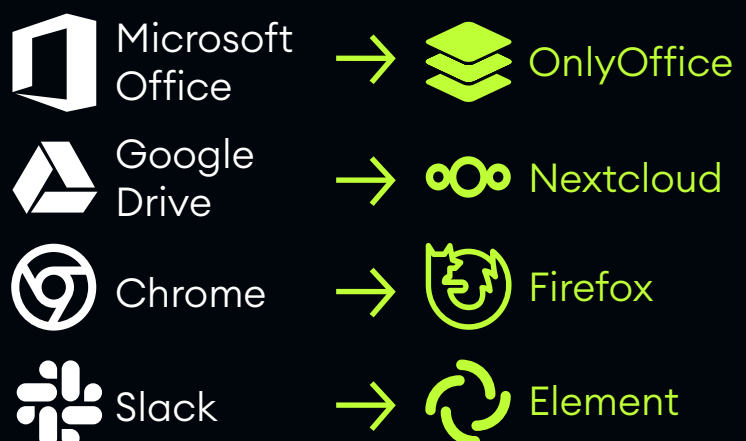 Microsoft
Office
OnlyOffice
Google
Drive
Nextcloud
Chrome
Firefox
Slack
Element